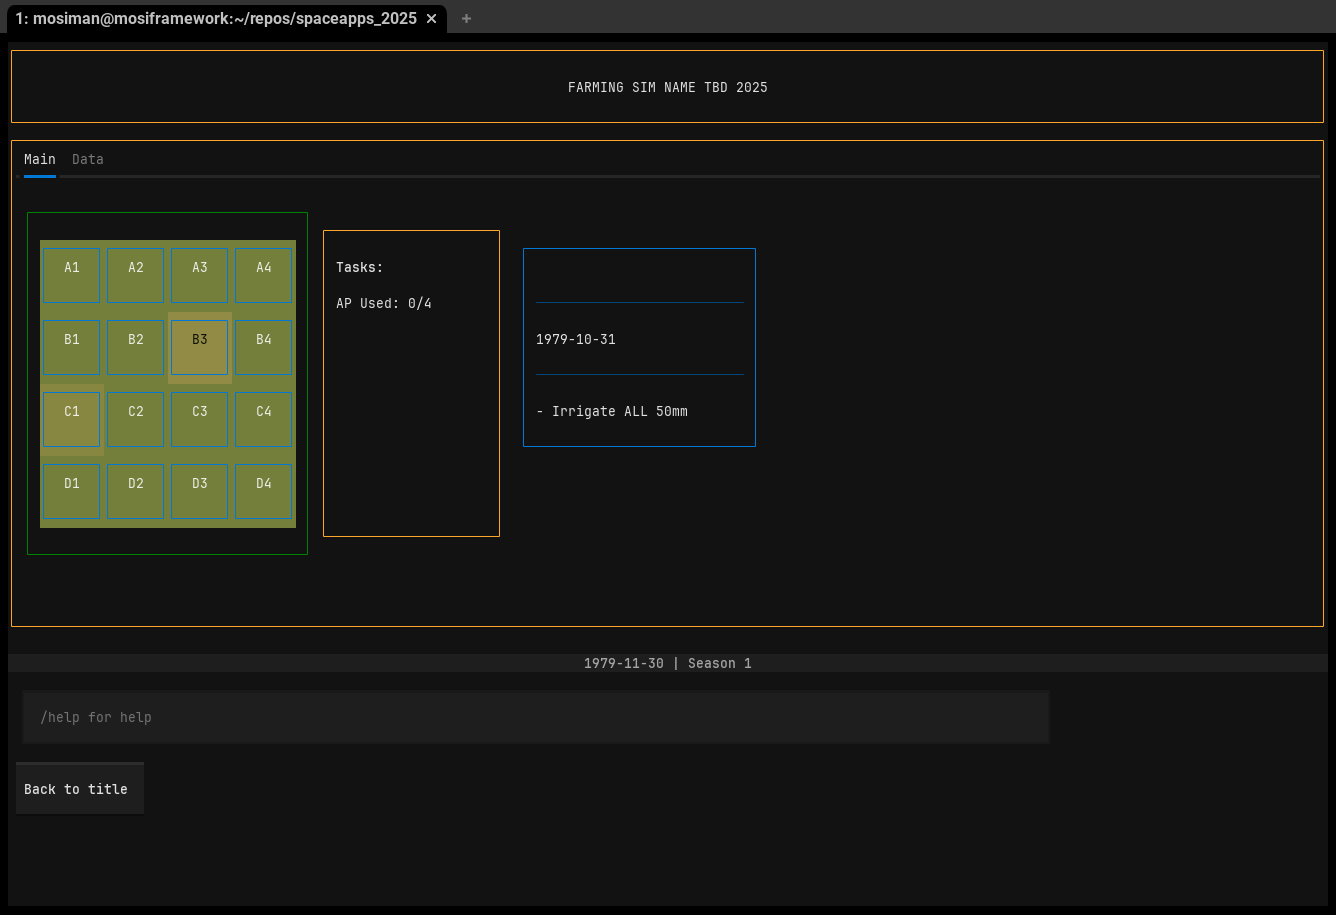 1: mosiman@mosiframework:~/repos/spaceapps_2025 ✕ +
FARMING SIM NAME TBD 2025
Main Data
A1 A2 A3 A4
B1 B2 B3 B4
C1 C2 C3 C4
D1 D2 D3 D4
Tasks:
AP Used: 0/4
1979-10-31
- Irrigate ALL 50mm
1979-11-30 | Season 1
/help for help
Back to title